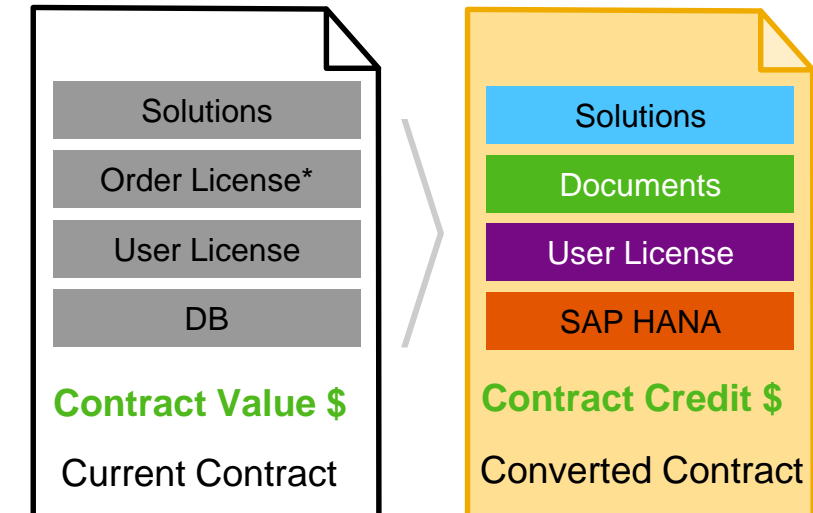 Solutions
Order License*
User License
DB
Contract Value $
Current Contract
Solutions
Documents
User License
SAP HANA
Contract Credit $
Converted Contract